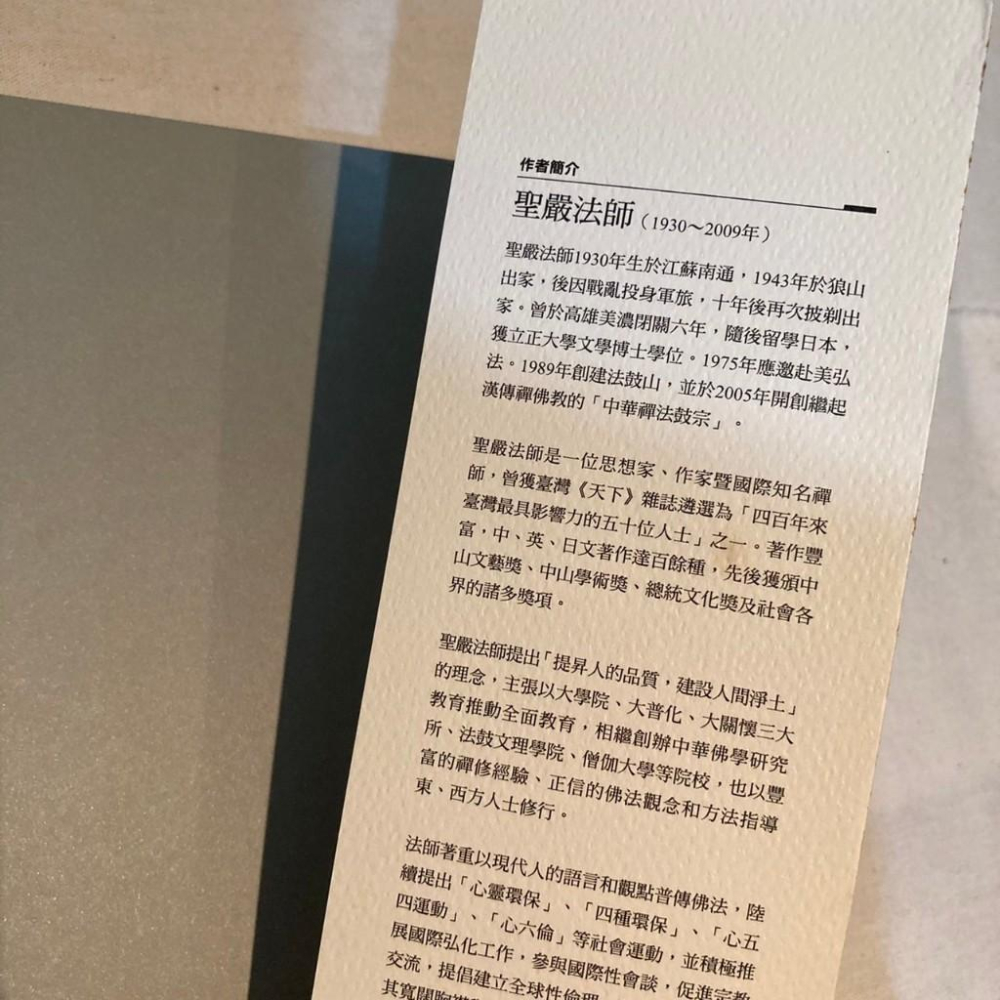 作者簡介
聖嚴法師（1930～2009年）
聖嚴法師1930年生於江蘇南通，1943年於狼山
出家，後因戰亂投身軍旅，十年後再次披剃出
家。曾於高雄美濃閉關六年，隨後留學日本，
獲立正大學文學博士學位。1975年應邀赴美弘
法。1989年創建法鼓山，並於2005年開創繼起
漢傳禪佛教的「中華禪法鼓宗」。
聖嚴法師是一位思想家、作家暨國際知名禪
師，曾獲臺灣《天下》雜誌遴選為「四百年來
臺灣最具影響力的五十位人士」之一。著作豐
富，中、英、日文著作達百餘種，先後獲頒中
山文藝獎、中山學術獎、總統文化獎及社會各
界的諸多獎項。
聖嚴法師提出「提昇人的品質，建設人間淨土」
的理念，主張以大學院、大普化、大關懷三大
教育推動全面教育，相繼創辦中華佛學研究
所、法鼓文理學院、僧伽大學等院校，也以豐
富的禪修經驗、正信的佛法觀念和方法指導
東、西方人士修行。
法師著重以現代人的語言和觀點普傳佛法，陸
續提出「心靈環保」、「四種環保」、「心五
四運動」、「心六倫」等社會運動，並積極推
展國際弘化工作，參與國際性會談，促進宗教
交流，提倡建立全球性倫理
其寬闊胸